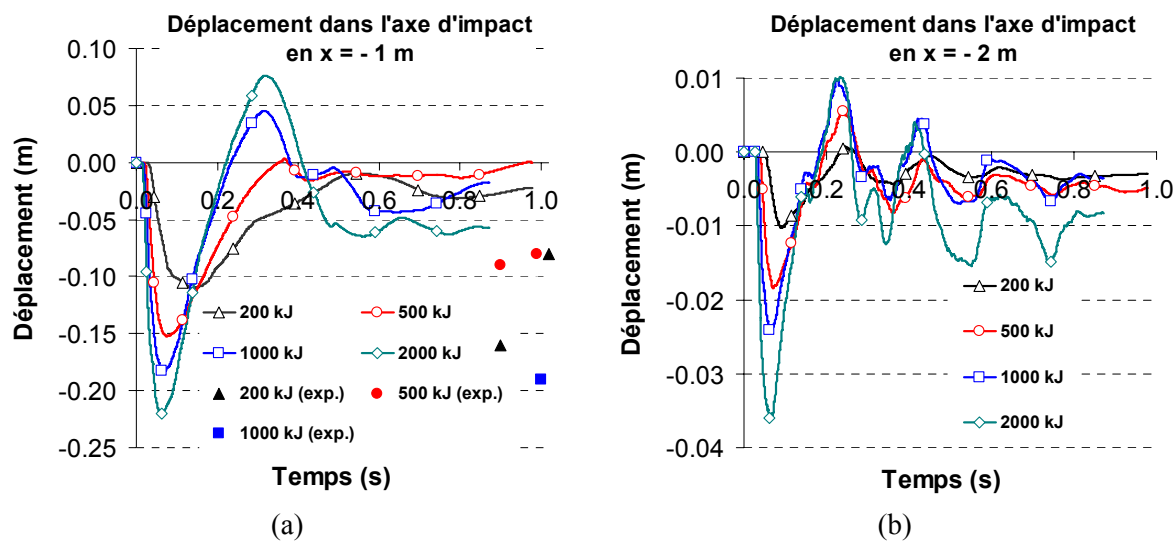 Déplacement dans l'axe d'impact
en x = - 1 m
0.10
0.05
0.00
-0.05
-0.10
-0.15
-0.20
-0.25
0.0 0.2 0.4 0.6 0.8 1.0
Déplacement (m)
Temps (s)
200 kJ 500 kJ
1000 kJ 2000 kJ
200 kJ (exp.) 500 kJ (exp.)
1000 kJ (exp.)
(a)
Déplacement dans l'axe d'impact
en x = - 2 m
0.01
0.00
-0.01
-0.02
-0.03
-0.04
0.0 0.2 0.4 0.6 0.8 1.0
Déplacement (m)
Temps (s)
200 kJ
500 kJ
1000 kJ
2000 kJ
(b)